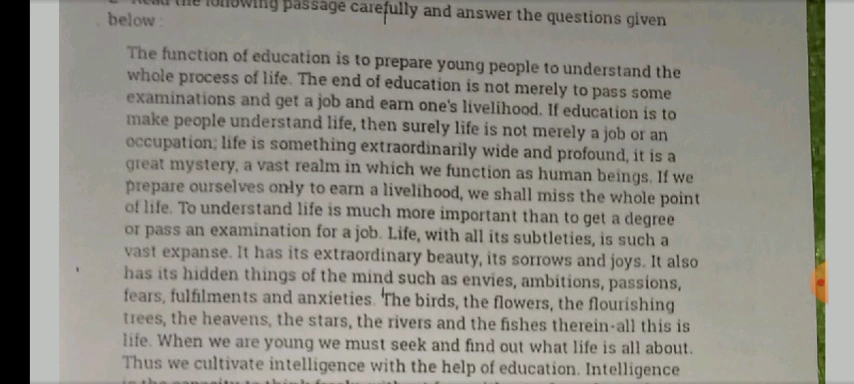 the following passage carefully and answer the questions given
below :
The function of education is to prepare young people to understand the
whole process of life. The end of education is not merely to pass some
examinations and get a job and earn one's livelihood. If education is to
make people understand life, then surely life is not merely a job or an
occupation; life is something extraordinarily wide and profound, it is a
great mystery, a vast realm in which we function as human beings. If we
prepare ourselves only to earn a livelihood, we shall miss the whole point
of life. To understand life is much more important than to get a degree
or pass an examination for a job. Life, with all its subtleties, is such a
vast expanse. It has its extraordinary beauty, its sorrows and joys. It also
has its hidden things of the mind such as envies, ambitions, passions,
fears, fulfilments and anxieties. The birds, the flowers, the flourishing
trees, the heavens, the stars, the rivers and the fishes therein-all this is
life. When we are young we must seek and find out what life is all about.
Thus we cultivate intelligence with the help of education. Intelligence